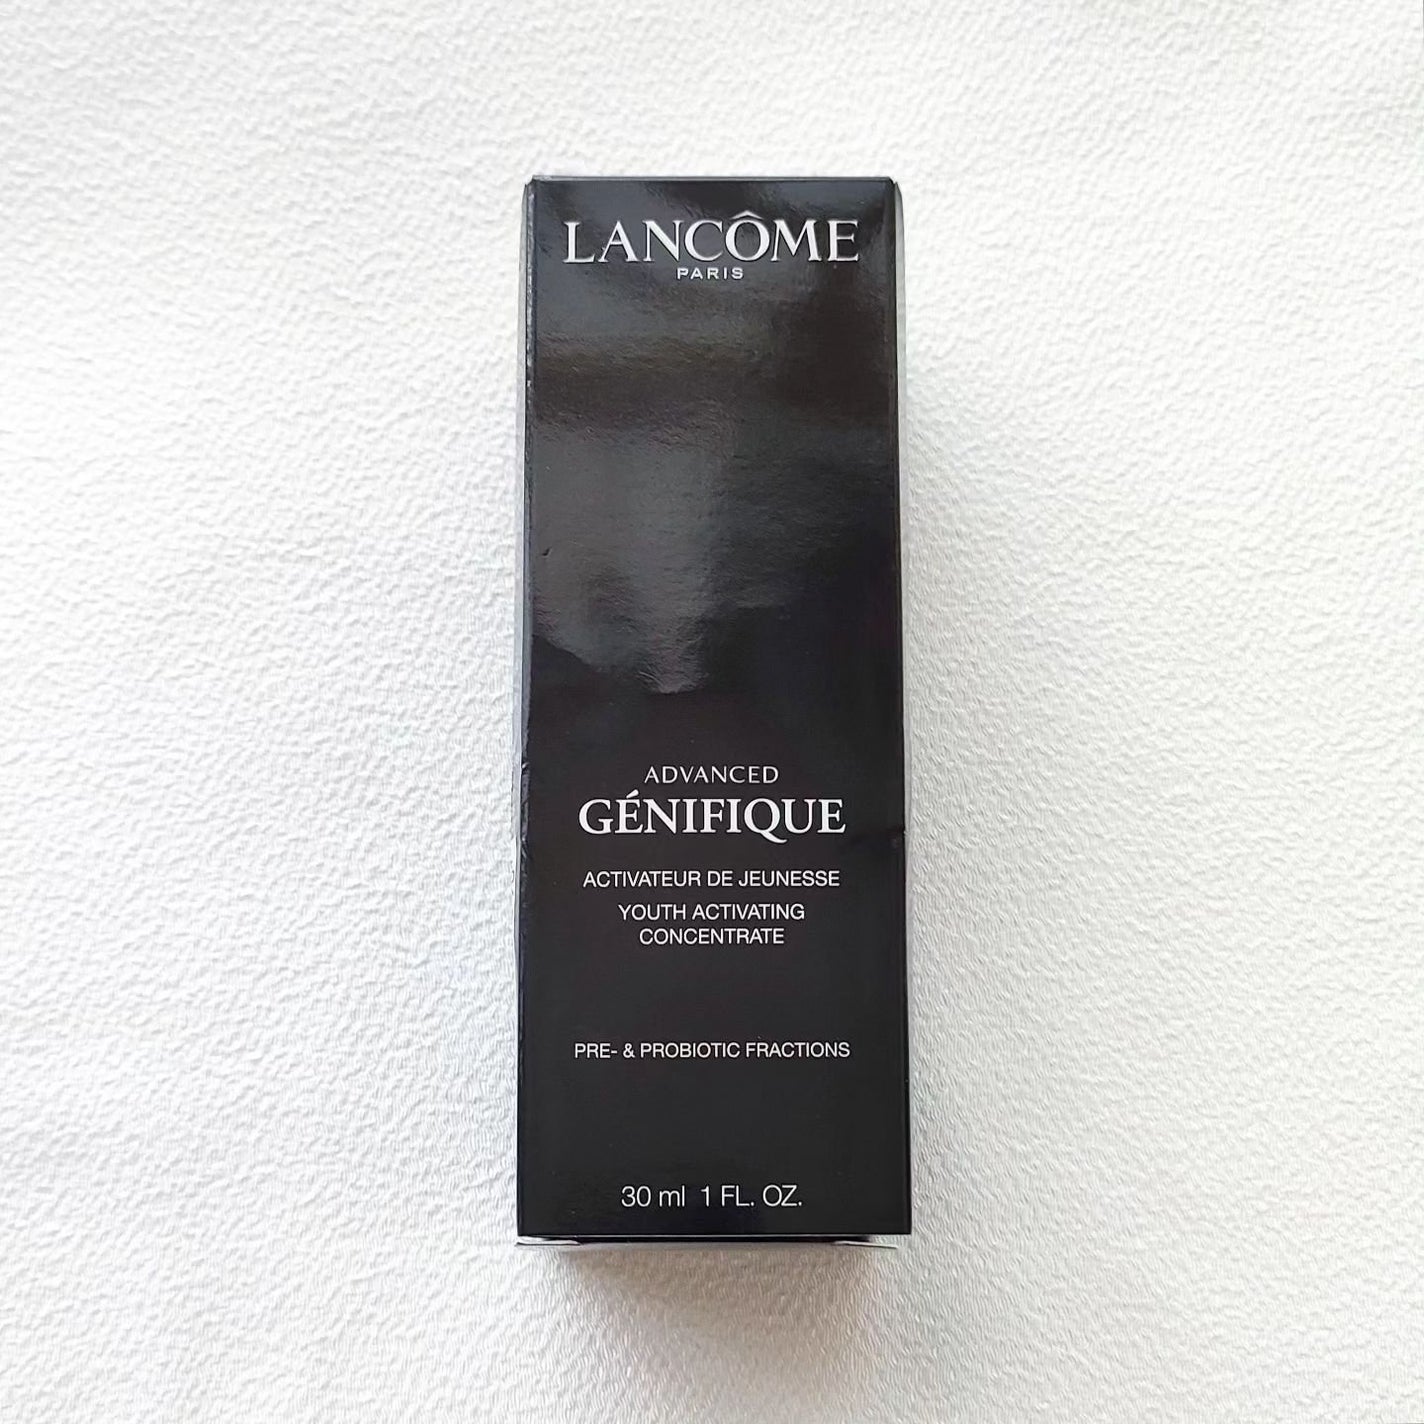 LANCÔME
PARIS
ADVANCED
GÉNIFIQUE
ACTIVATEUR DE JEUNESSE
YOUTH ACTIVATING
CONCENTRATE
PRE- & PROBIOTIC FRACTIONS
30 ml 1 FL. OZ.